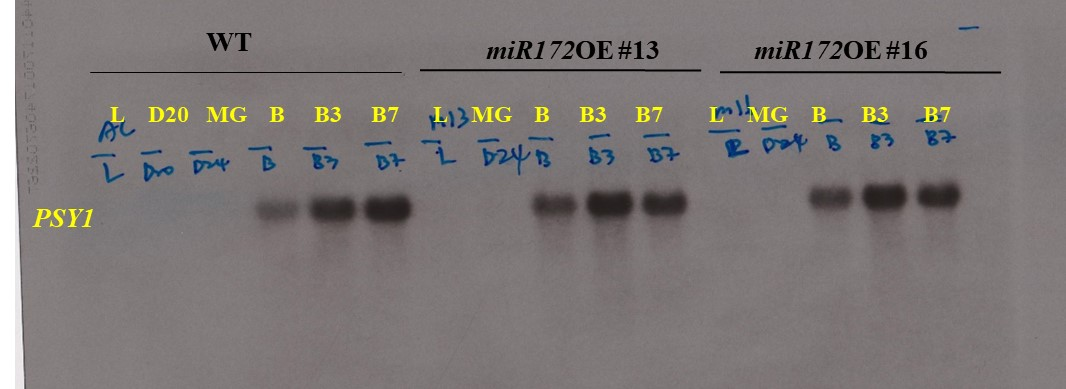 WT
miR172OE #13
miR172OE #16
L D20 MG B B3 B7
L MG B B3 B7
L MG B B3 B7
AC
m13
L D20 D24 B B3 B7
L D24 B B3 B7
D24 B B3 B7
PSY1